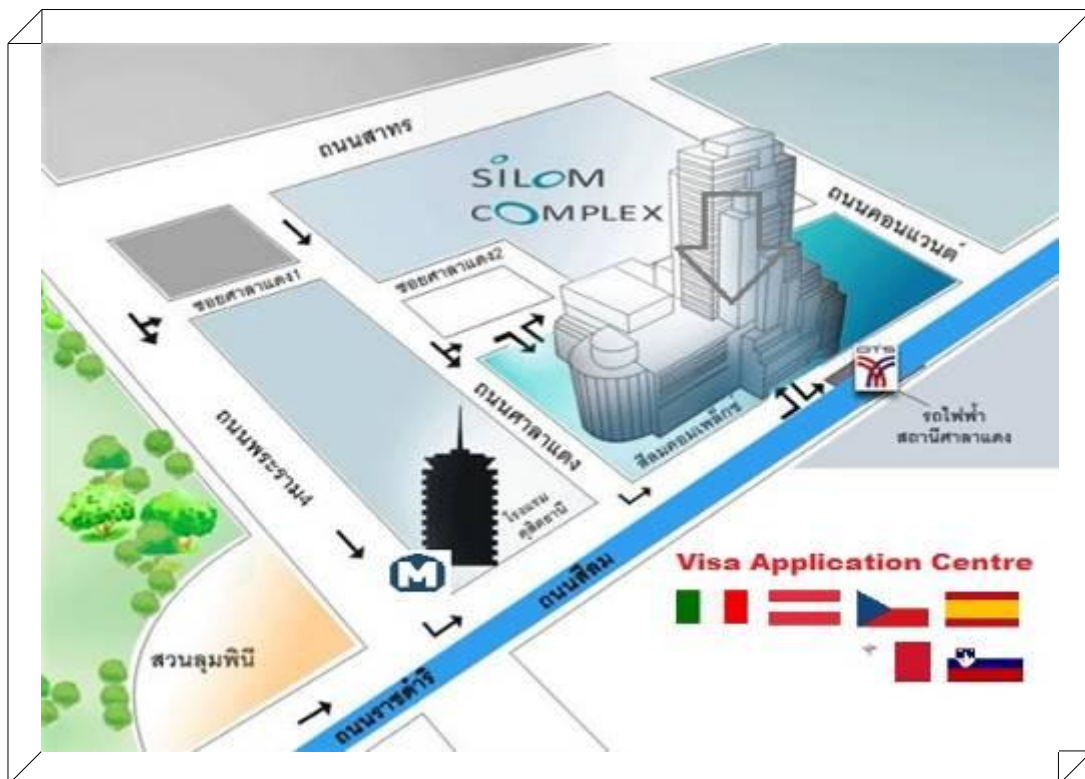 ถนนสาทร
SILOM
COMPLEX
ถนนคอนแวนต์
ซอยศาลาแดง1
ซอยศาลาแดง2
BTS
รถไฟฟ้า
สถานีศาลาแดง
สีลมคอมเพล็กซ์
ถนนศาลาแดง
ถนนพระราม4
โรงแรม
ดุสิตธานี
M
ถนนสีลม
Visa Application Centre
สวนลุมพินี
ถนนราชดำริ